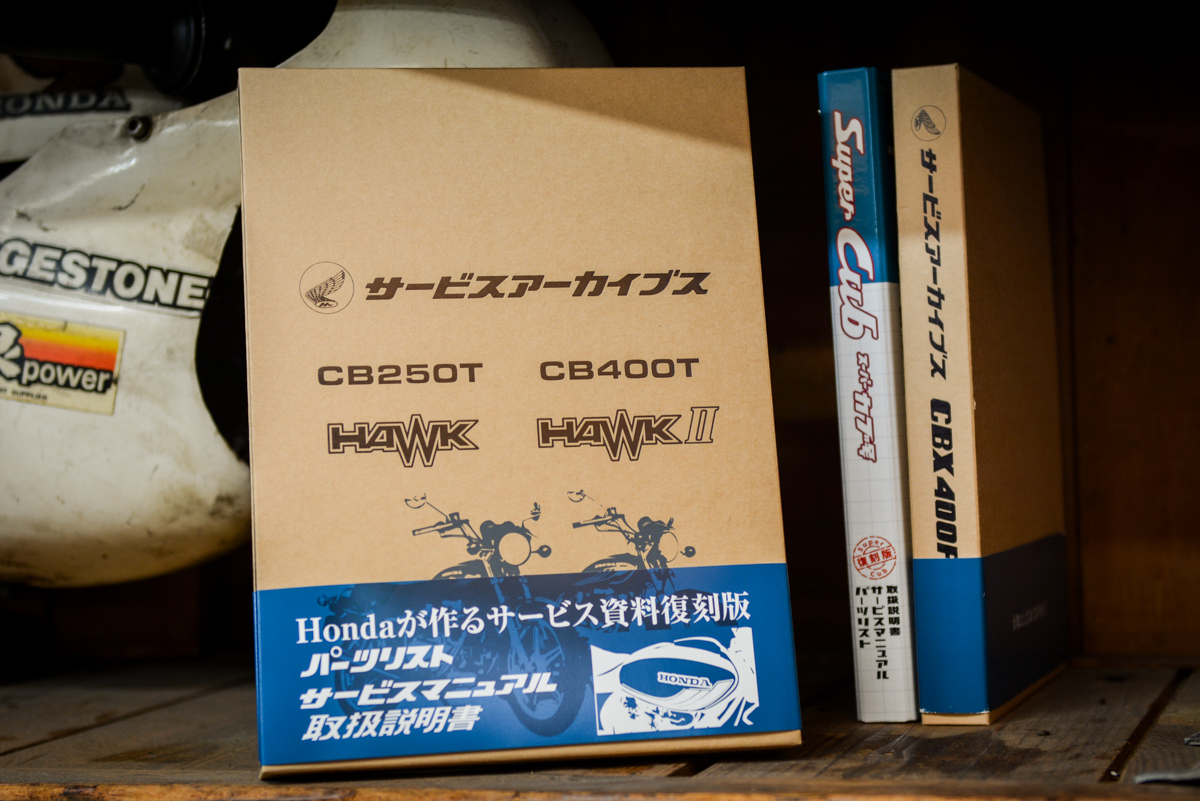 HONDA
GESTONE
power
サービスアーカイブス
CB250T CB400T
HAWK HAWK II
Hondaが作るサービス資料復刻版
パーツリスト
サービスマニュアル
取扱説明書
HONDA
Super Cub スーパーカブ号
Super
復刻版
Cub
取扱説明書
サービスマニュアル
パーツリスト
サービスアーカイブス CBX400F